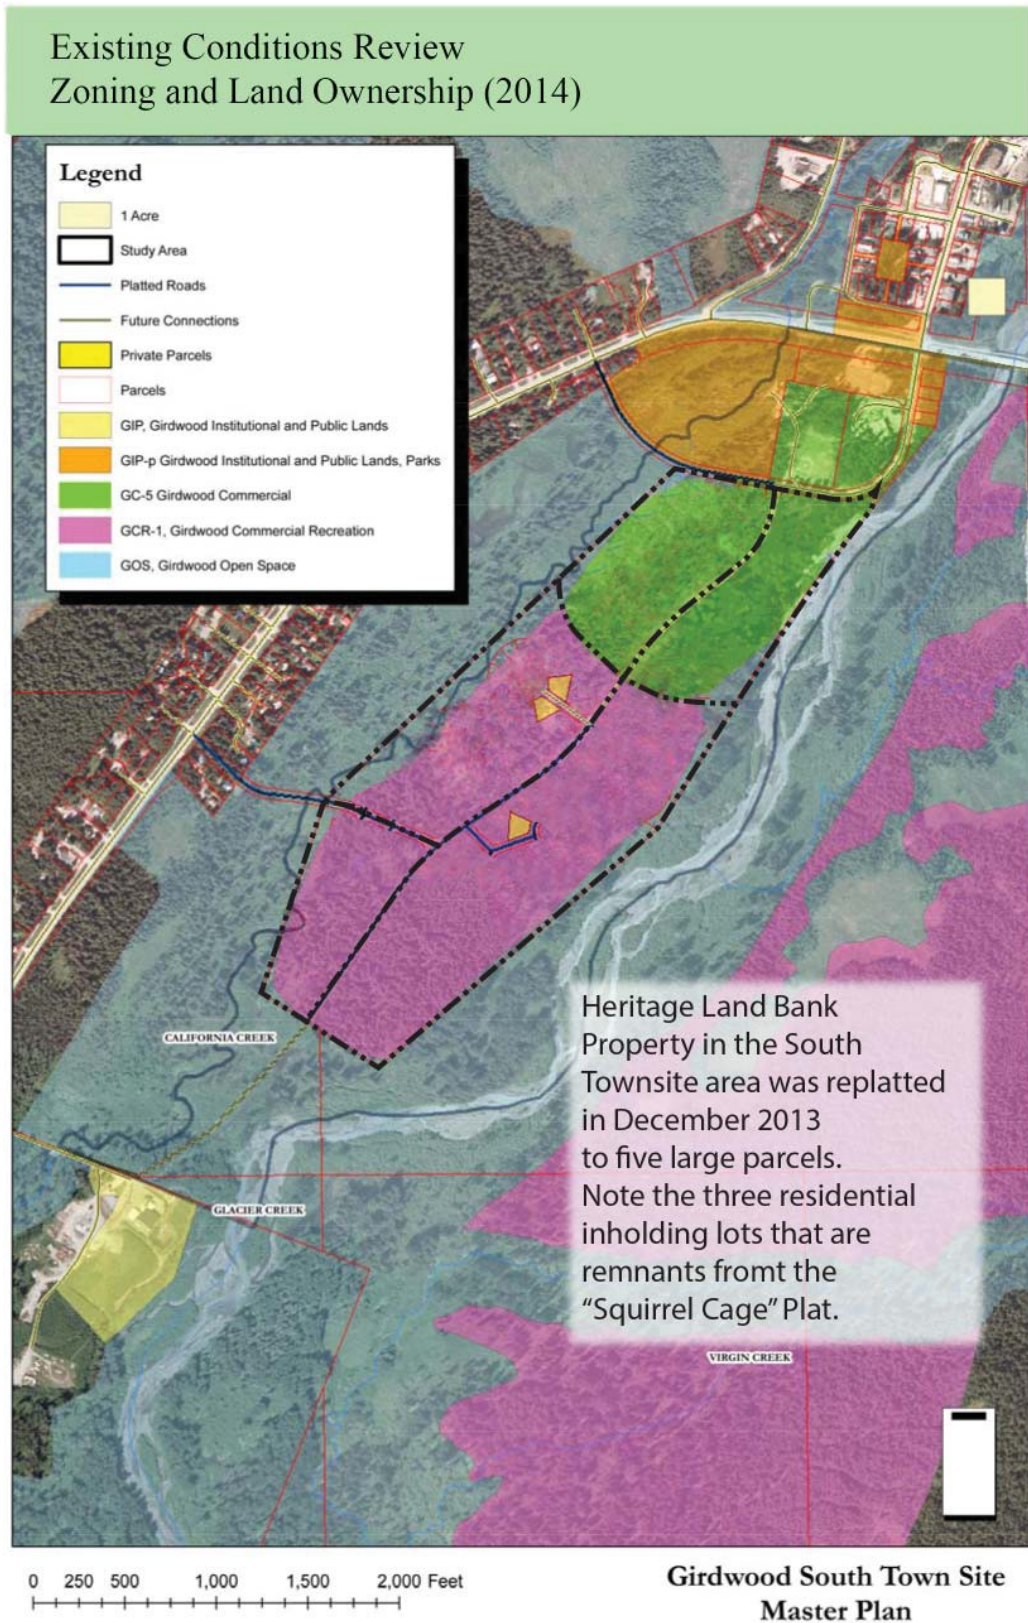 Existing Conditions Review
Zoning and Land Ownership (2014)
Legend
1 Acre
Study Area
Platted Roads
Future Connections
Private Parcels
Parcels
GIP, Girdwood Institutional and Public Lands
GIP-p Girdwood Institutional and Public Lands, Parks
GC-5 Girdwood Commercial
GCR-1, Girdwood Commercial Recreation
GOS, Girdwood Open Space
Heritage Land Bank
Property in the South
Townsite area was replatted
in December 2013
to five large parcels.
Note the three residential
inholding lots that are
remnants fromt the
“Squirrel Cage” Plat.
CALIFORNIA CREEK
GLACIER CREEK
VIRGIN CREEK
0 250 500 1,000 1,500 2,000 Feet
Girdwood South Town Site
Master Plan